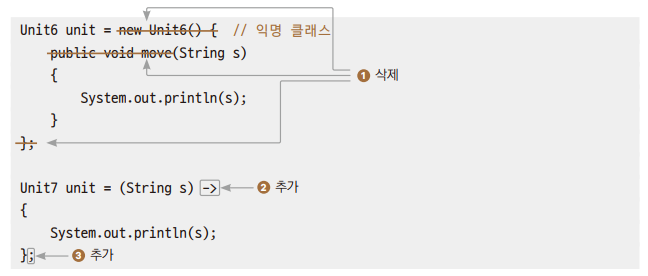 Unit6 unit = new Unit6() {  // 익명 클래스
    public void move(String s)
    {
        System.out.println(s);
    }
};
❶ 삭제
Unit7 unit = (String s) -> ❷ 추가
{
    System.out.println(s);
}; ❸ 추가